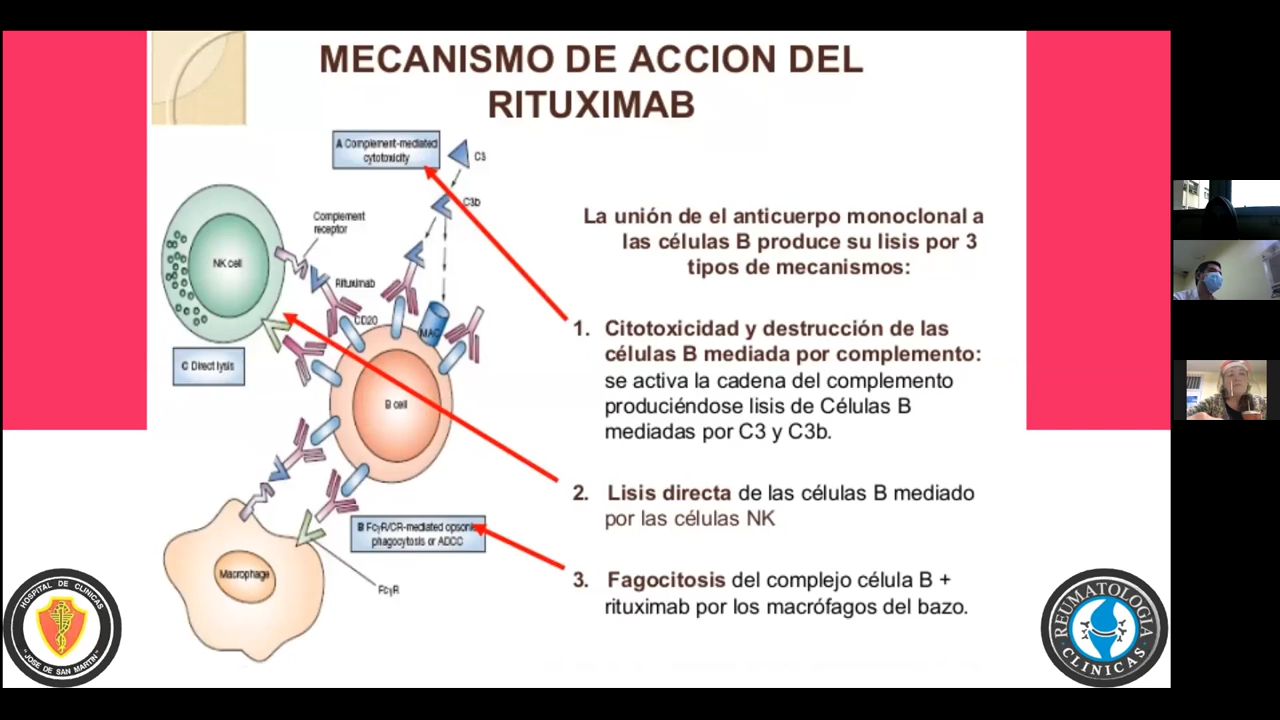 MECANISMO DE ACCION DEL
RITUXIMAB
A Complement-mediated
cytotoxicity
C3
C3b
Complement
receptor
NK cell
Rituximab
CD20
MAC
C Direct lysis
B cell
B FcγR/CR-mediated opsoni
phagocytosis or ADCC
Macrophage
FcγR
La unión de el anticuerpo monoclonal a
las células B produce su lisis por 3
tipos de mecanismos:
1. Citotoxicidad y destrucción de las
células B mediada por complemento:
se activa la cadena del complemento
produciéndose lisis de Células B
mediadas por C3 y C3b.
2. Lisis directa de las células B mediado
por las células NK
3. Fagocitosis del complejo célula B +
rituximab por los macrófagos del bazo.
HOSPITAL DE CLINICAS
"JOSE DE SAN MARTIN"
REUMATOLOGIA
CLINICAS